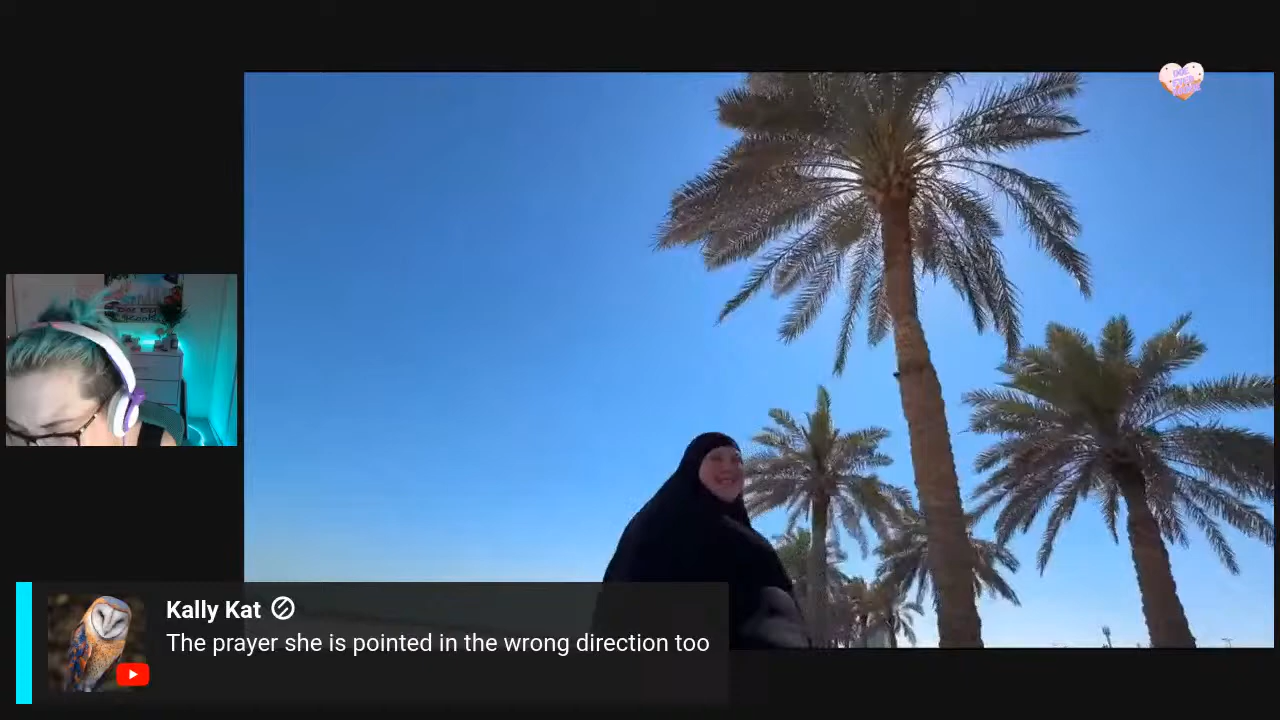 Kally Kat
The prayer she is pointed in the wrong direction too